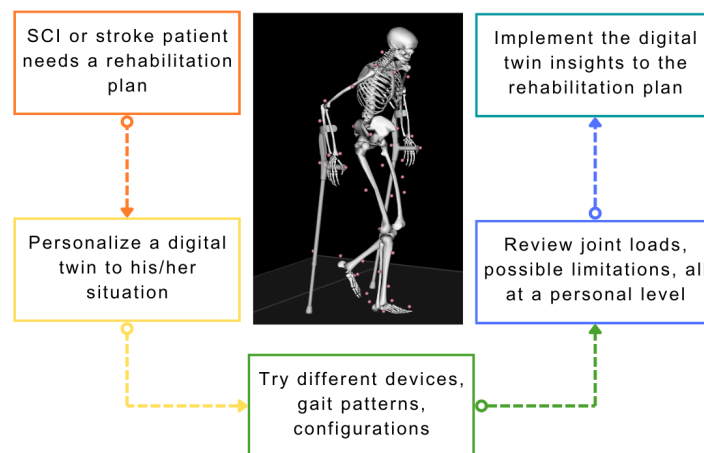 SCI or stroke patient
needs a rehabilitation
plan
Personalize a digital
twin to his/her
situation
Try different devices,
gait patterns,
configurations
Review joint loads,
possible limitations, all
at a personal level
Implement the digital
twin insights to the
rehabilitation plan